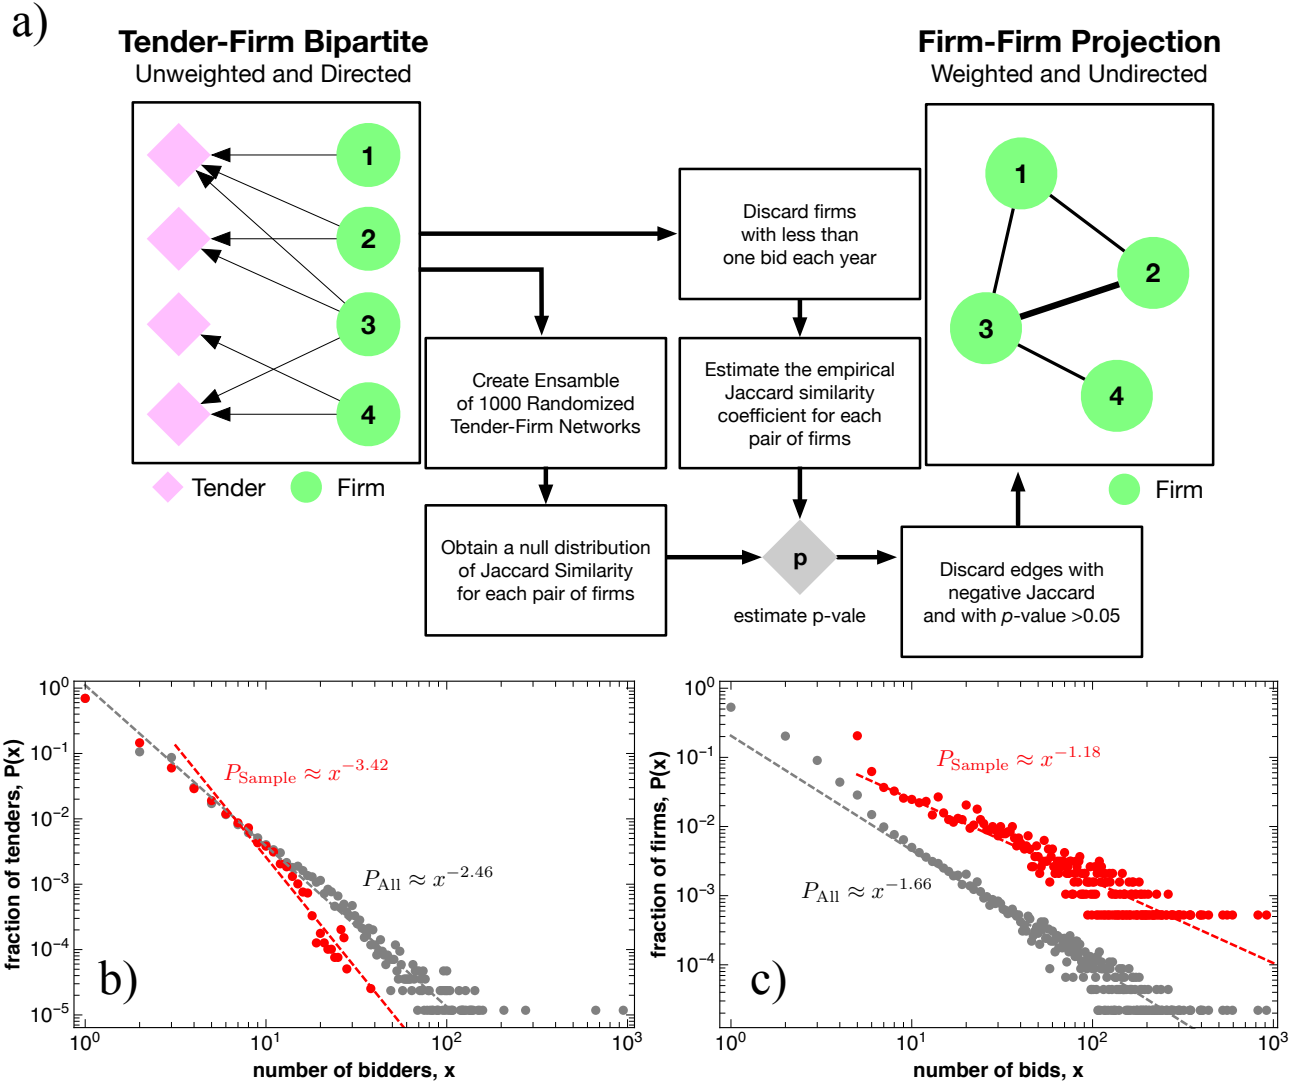 a)
Tender-Firm Bipartite
Unweighted and Directed
1
2
3
4
Tender
Firm
Discard firms
with less than
one bid each year
Create Ensamble
of 1000 Randomized
Tender-Firm Networks
Estimate the empirical
Jaccard similarity
coefficient for each
pair of firms
Obtain a null distribution
of Jaccard Similarity
for each pair of firms
p
estimate p-vale
Discard edges with
negative Jaccard
and with p-value >0.05
Firm-Firm Projection
Weighted and Undirected
1
2
3
4
Firm
b)
fraction of tenders, P(x)
10^0
10^-1
10^-2
10^-3
10^-4
10^-5
P_Sample ≈ x^-3.42
P_All ≈ x^-2.46
10^0 10^1 10^2 10^3
number of bidders, x
c)
fraction of firms, P(x)
10^0
10^-1
10^-2
10^-3
10^-4
P_Sample ≈ x^-1.18
P_All ≈ x^-1.66
10^0 10^1 10^2 10^3
number of bids, x